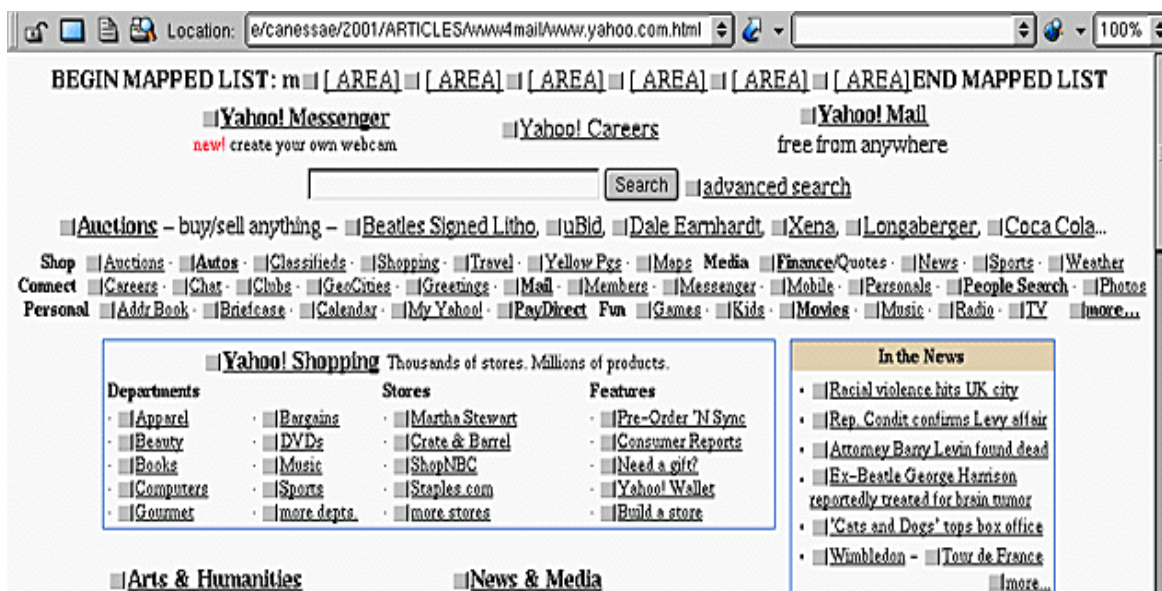 Location: e/canessae/2001/ARTICLES/www4mail/www.yahoo.com.html 100%
BEGIN MAPPED LIST: m [ AREA] [ AREA] [ AREA] [ AREA] [ AREA] END MAPPED LIST
Yahoo! Messenger
new! create your own webcam
Yahoo! Careers
Yahoo! Mail
free from anywhere
Search advanced search
Auctions – buy/sell anything – Beatles Signed Litho, uBid, Dale Earnhardt, Xena, Longaberger, Coca Cola...
Shop Auctions · Autos · Classifieds · Shopping · Travel · Yellow Pgs · Maps Media Finance/Quotes · News · Sports · Weather
Connect Careers · Chat · Clubs · GeoCities · Greetings · Mail · Members · Messenger · Mobile · Personals · People Search · Photos
Personal Addr Book · Briefcase · Calendar · My Yahoo! · PayDirect Fun Games · Kids · Movies · Music · Radio · TV more...
Yahoo! Shopping Thousands of stores. Millions of products.
Departments Stores Features
· Apparel · Bargains · Martha Stewart · Pre-Order 'N Sync
· Beauty · DVDs · Crate & Barrel · Consumer Reports
· Books · Music · ShopNBC · Need a gift?
· Computers · Sports · Staples.com · Yahoo! Wallet
· Gourmet · more depts. · more stores · Build a store
In the News
• Racial violence hits UK city
• Rep. Condit confirms Levy affair
• Attorney Barry Levin found dead
• Ex-Beatle George Harrison
reportedly treated for brain tumor
• 'Cats and Dogs' tops box office
• Wimbledon – Tour de France
more...
Arts & Humanities News & Media